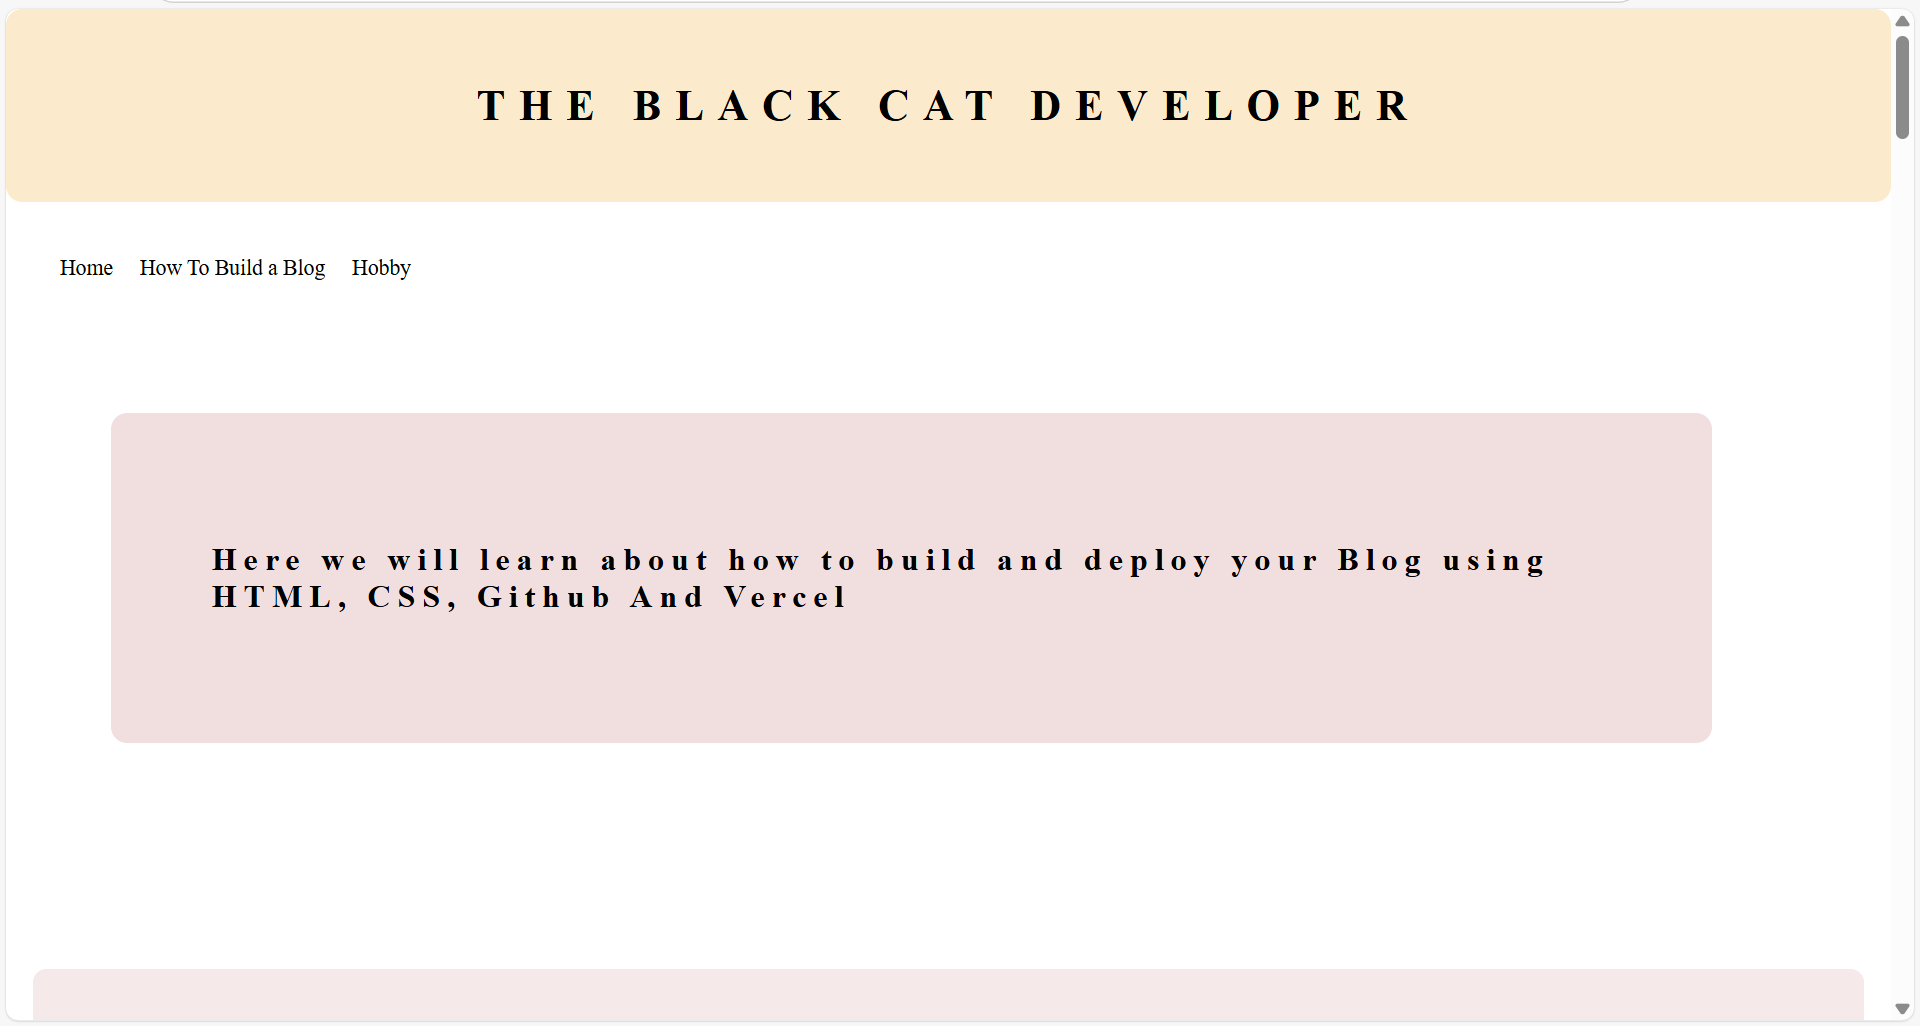 THE BLACK CAT DEVELOPER
Home How To Build a Blog Hobby
Here we will learn about how to build and deploy your Blog using
HTML, CSS, Github And Vercel